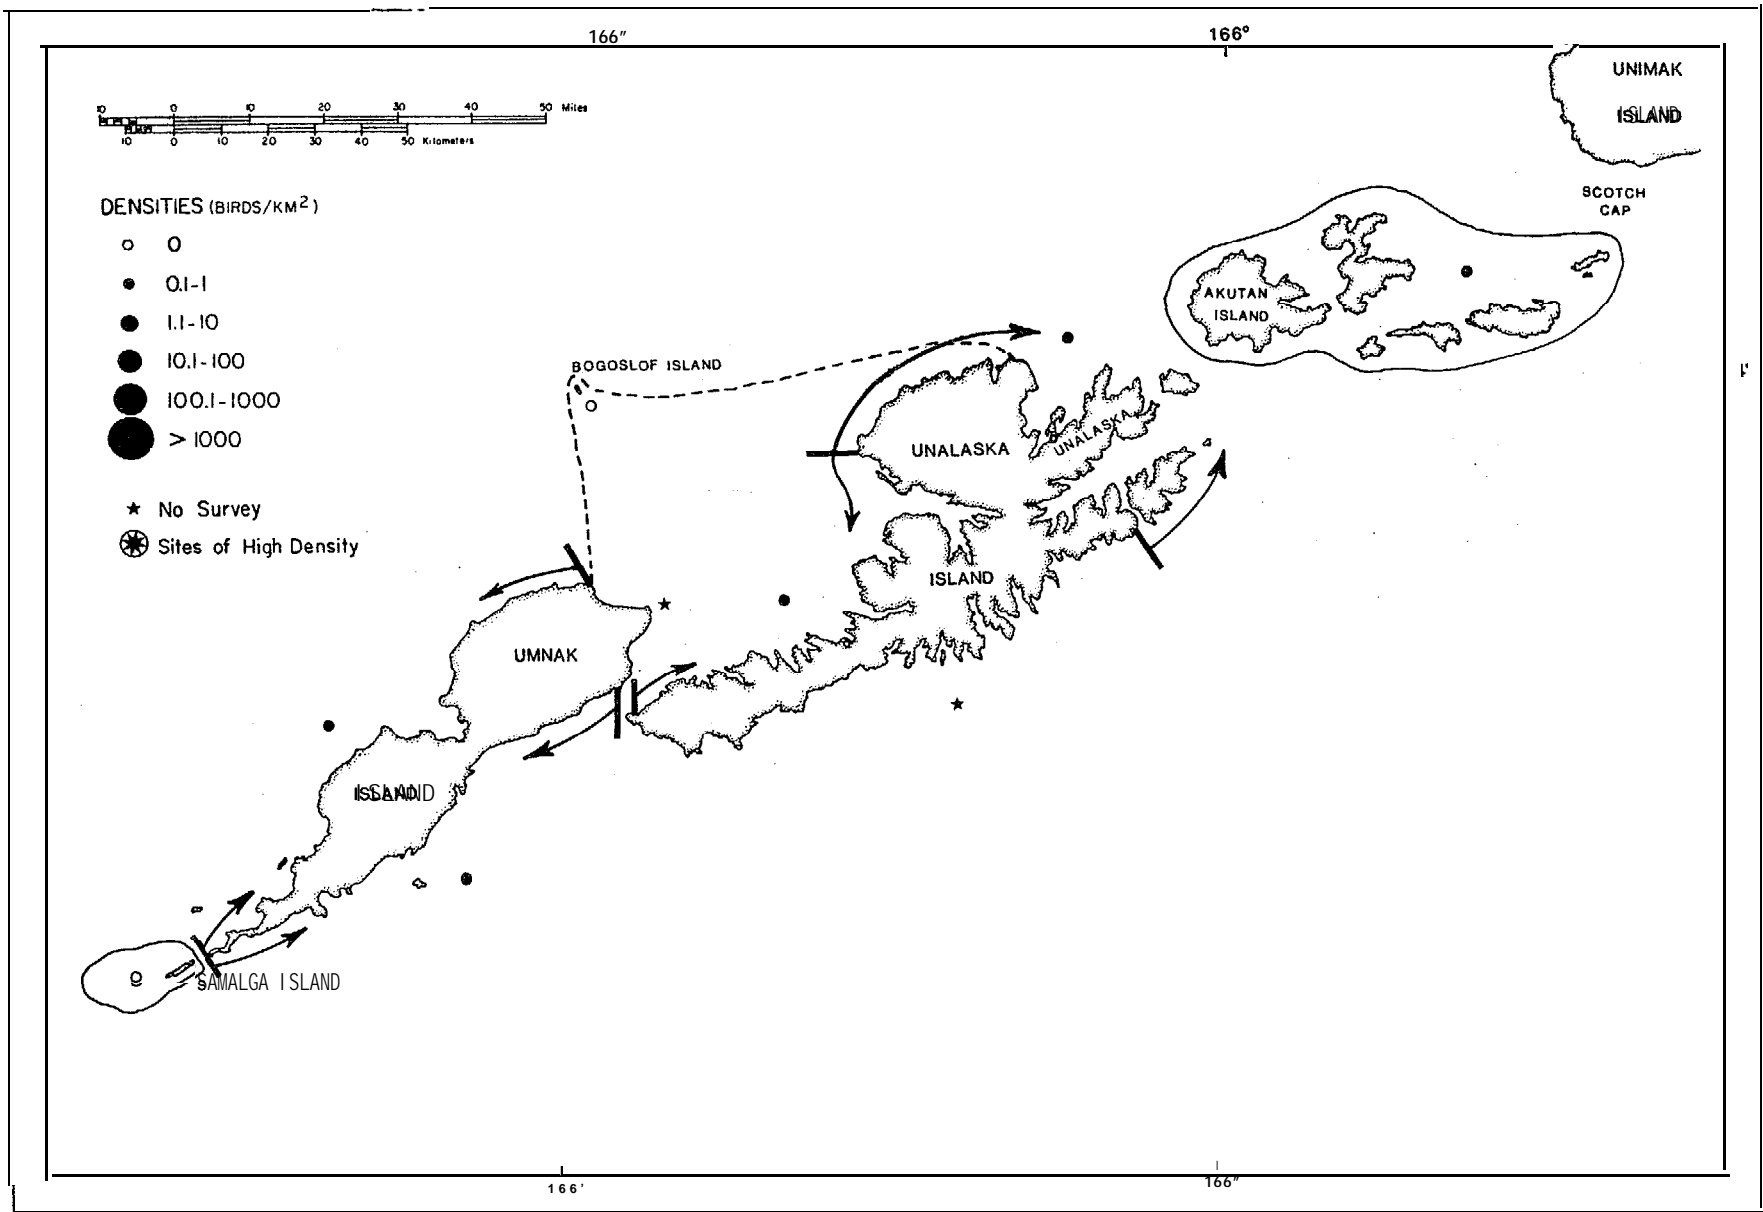 166″
166°
UNIMAK
ISLAND
10 0 10 20 30 40 50 Miles
10 0 10 20 30 40 50 Kilometers
SCOTCH
CAP
DENSITIES (BIRDS/KM2)
0
0.1-1
1.1-10
10.1-100
100.1-1000
> 1000
No Survey
Sites of High Density
AKUTAN
ISLAND
BOGOSLOF ISLAND
UNALASKA
UNALASKA
ISLAND
UMNAK
ISLAND
SAMALGA ISLAND
166'
166″